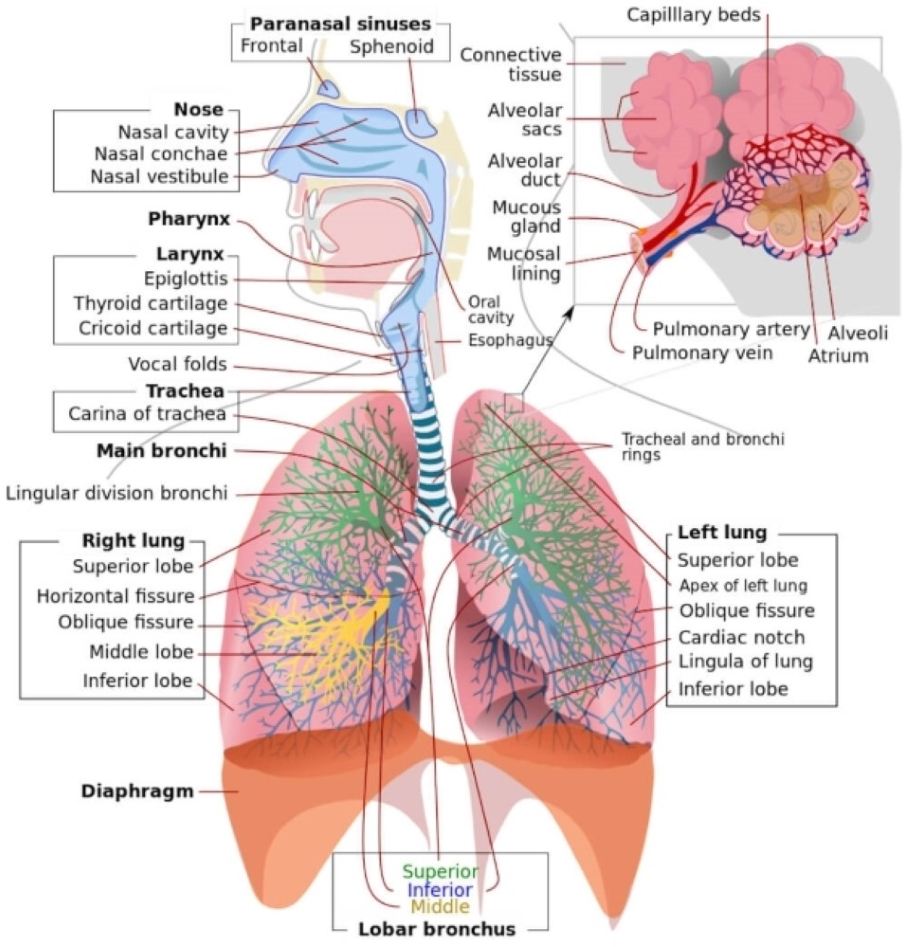 Paranasal sinuses
Frontal
Sphenoid
Nose
Nasal cavity
Nasal conchae
Nasal vestibule
Pharynx
Larynx
Epiglottis
Thyroid cartilage
Cricoid cartilage
Vocal folds
Trachea
Carina of trachea
Main bronchi
Lingular division bronchi
Right lung
Superior lobe
Horizontal fissure
Oblique fissure
Middle lobe
Inferior lobe
Diaphragm
Oral
cavity
Esophagus
Capilllary beds
Connective
tissue
Alveolar
sacs
Alveolar
duct
Mucous
gland
Mucosal
lining
Pulmonary artery
Pulmonary vein
Alveoli
Atrium
Tracheal and bronchi
rings
Left lung
Superior lobe
Apex of left lung
Oblique fissure
Cardiac notch
Lingula of lung
Inferior lobe
Superior
Inferior
Middle
Lobar bronchus